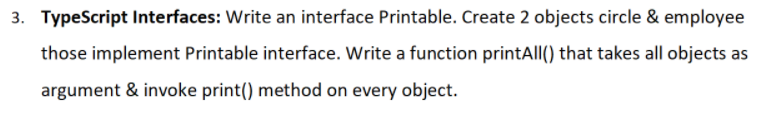 3. TypeScript Interfaces: Write an interface Printable. Create 2 objects circle & employee
those implement Printable interface. Write a function printAll() that takes all objects as
argument & invoke print() method on every object.